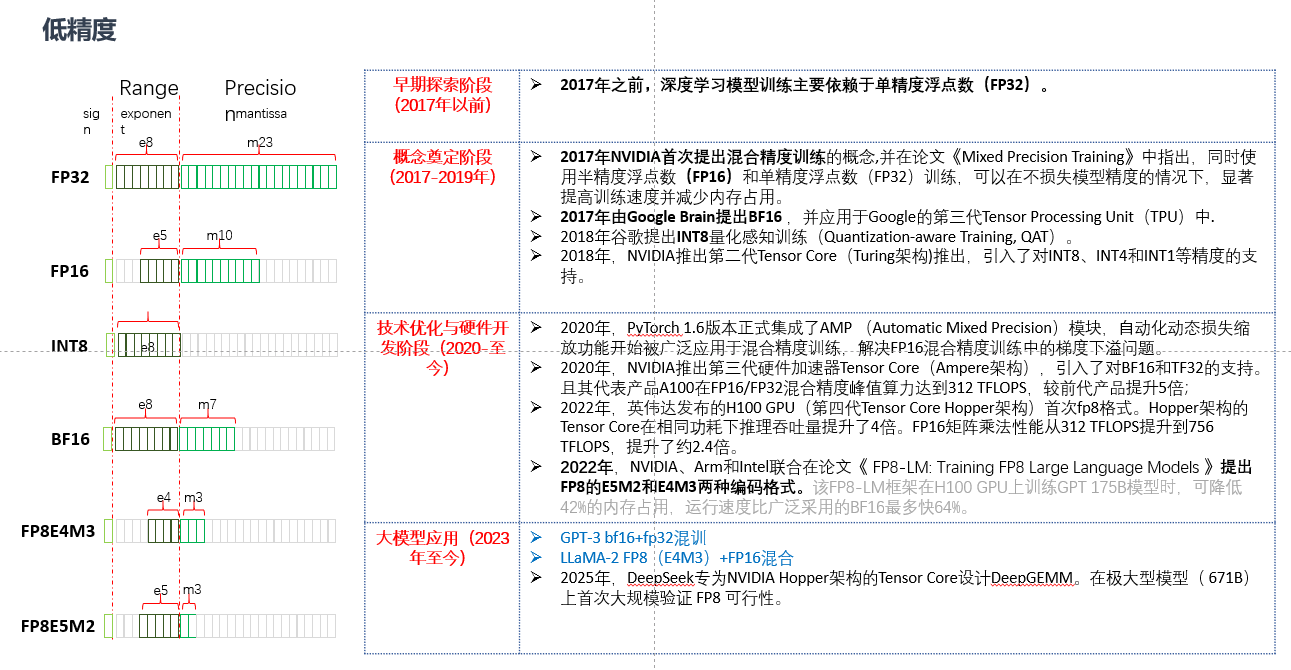 低精度
Range
Precisio
n
sig
n
exponen
t
mantissa
e8
m23
FP32
e5
m10
FP16
INT8
e8
e8
m7
BF16
e4
m3
FP8E4M3
e5
m3
FP8E5M2
早期探索阶段
(2017年以前)
➢ 2017年之前，深度学习模型训练主要依赖于单精度浮点数（FP32）。
概念奠定阶段
(2017-2019年)
➢ 2017年NVIDIA首次提出混合精度训练的概念,并在论文《Mixed Precision Training》中指出，同时使
用半精度浮点数（FP16）和单精度浮点数（FP32）训练，可以在不损失模型精度的情况下，显著
提高训练速度并减少内存占用。
➢ 2017年由Google Brain提出BF16 ，并应用于Google的第三代Tensor Processing Unit（TPU）中.
➢ 2018年谷歌提出INT8量化感知训练（Quantization-aware Training, QAT）。
➢ 2018年，NVIDIA推出第二代Tensor Core（Turing架构)推出，引入了对INT8、INT4和INT1等精度的支
持。
技术优化与硬件开
发阶段（2020-至
今）
➢ 2020年，PyTorch 1.6版本正式集成了AMP （Automatic Mixed Precision）模块，自动化动态损失缩
放功能开始被广泛应用于混合精度训练，解决FP16混合精度训练中的梯度下溢问题。
➢ 2020年，NVIDIA推出第三代硬件加速器Tensor Core（Ampere架构），引入了对BF16和TF32的支持。
且其代表产品A100在FP16/FP32混合精度峰值算力达到312 TFLOPS，较前代产品提升5倍；
➢ 2022年，英伟达发布的H100 GPU（第四代Tensor Core Hopper架构）首次fp8格式。Hopper架构的
Tensor Core在相同功耗下推理吞吐量提升了4倍。FP16矩阵乘法性能从312 TFLOPS提升到756
TFLOPS，提升了约2.4倍。
➢ 2022年，NVIDIA、Arm和Intel联合在论文《 FP8-LM: Training FP8 Large Language Models 》提出
FP8的E5M2和E4M3两种编码格式。该FP8-LM框架在H100 GPU上训练GPT 175B模型时，可降低
42%的内存占用，运行速度比广泛采用的BF16最多快64%。
大模型应用（2023
年至今）
➢ GPT-3 bf16+fp32混训
➢ LLaMA-2 FP8（E4M3）+FP16混合
➢ 2025年，DeepSeek专为NVIDIA Hopper架构的Tensor Core设计DeepGEMM。在极大型模型（ 671B）
上首次大规模验证 FP8 可行性。